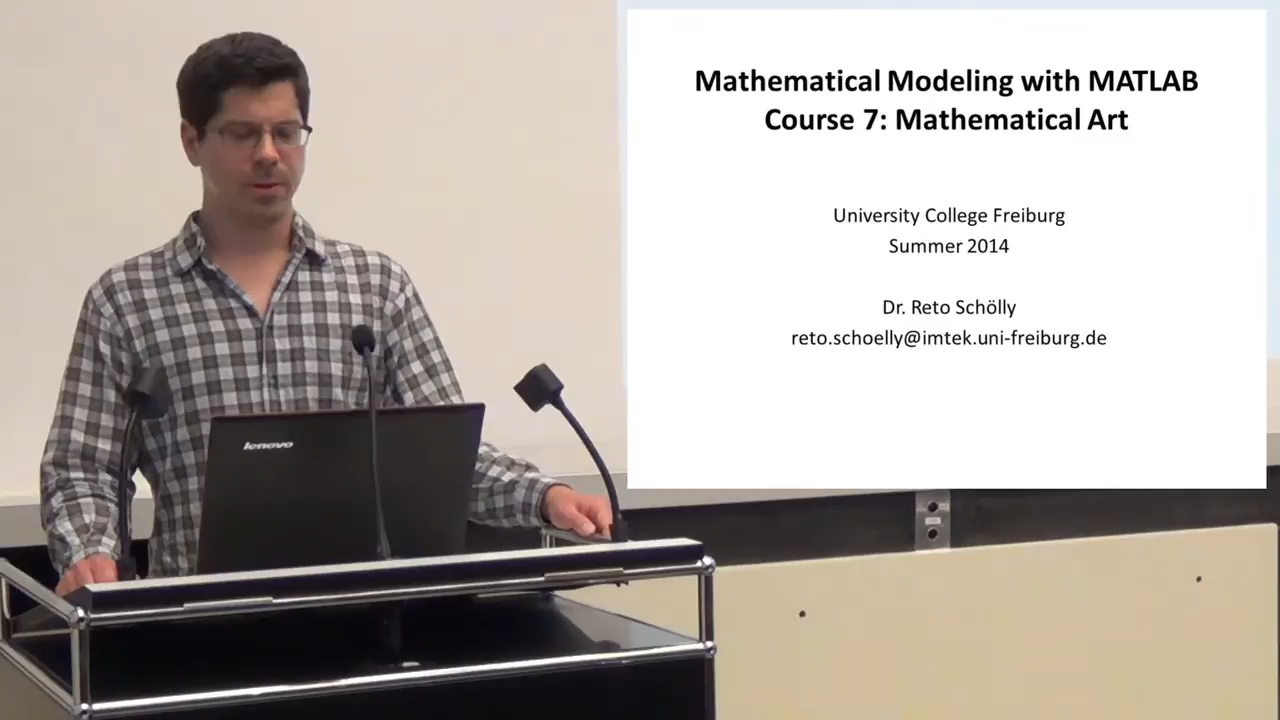 Mathematical Modeling with MATLAB
Course 7: Mathematical Art
University College Freiburg
Summer 2014
Dr. Reto Schölly
reto.schoelly@imtek.uni-freiburg.de
lenovo